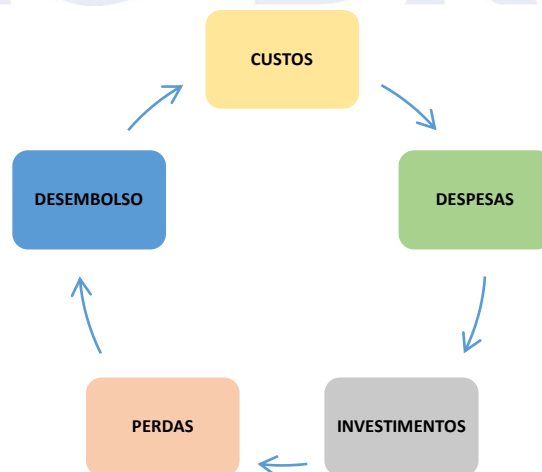 CUSTOS
DESEMBOLSO
DESPESAS
PERDAS
INVESTIMENTOS